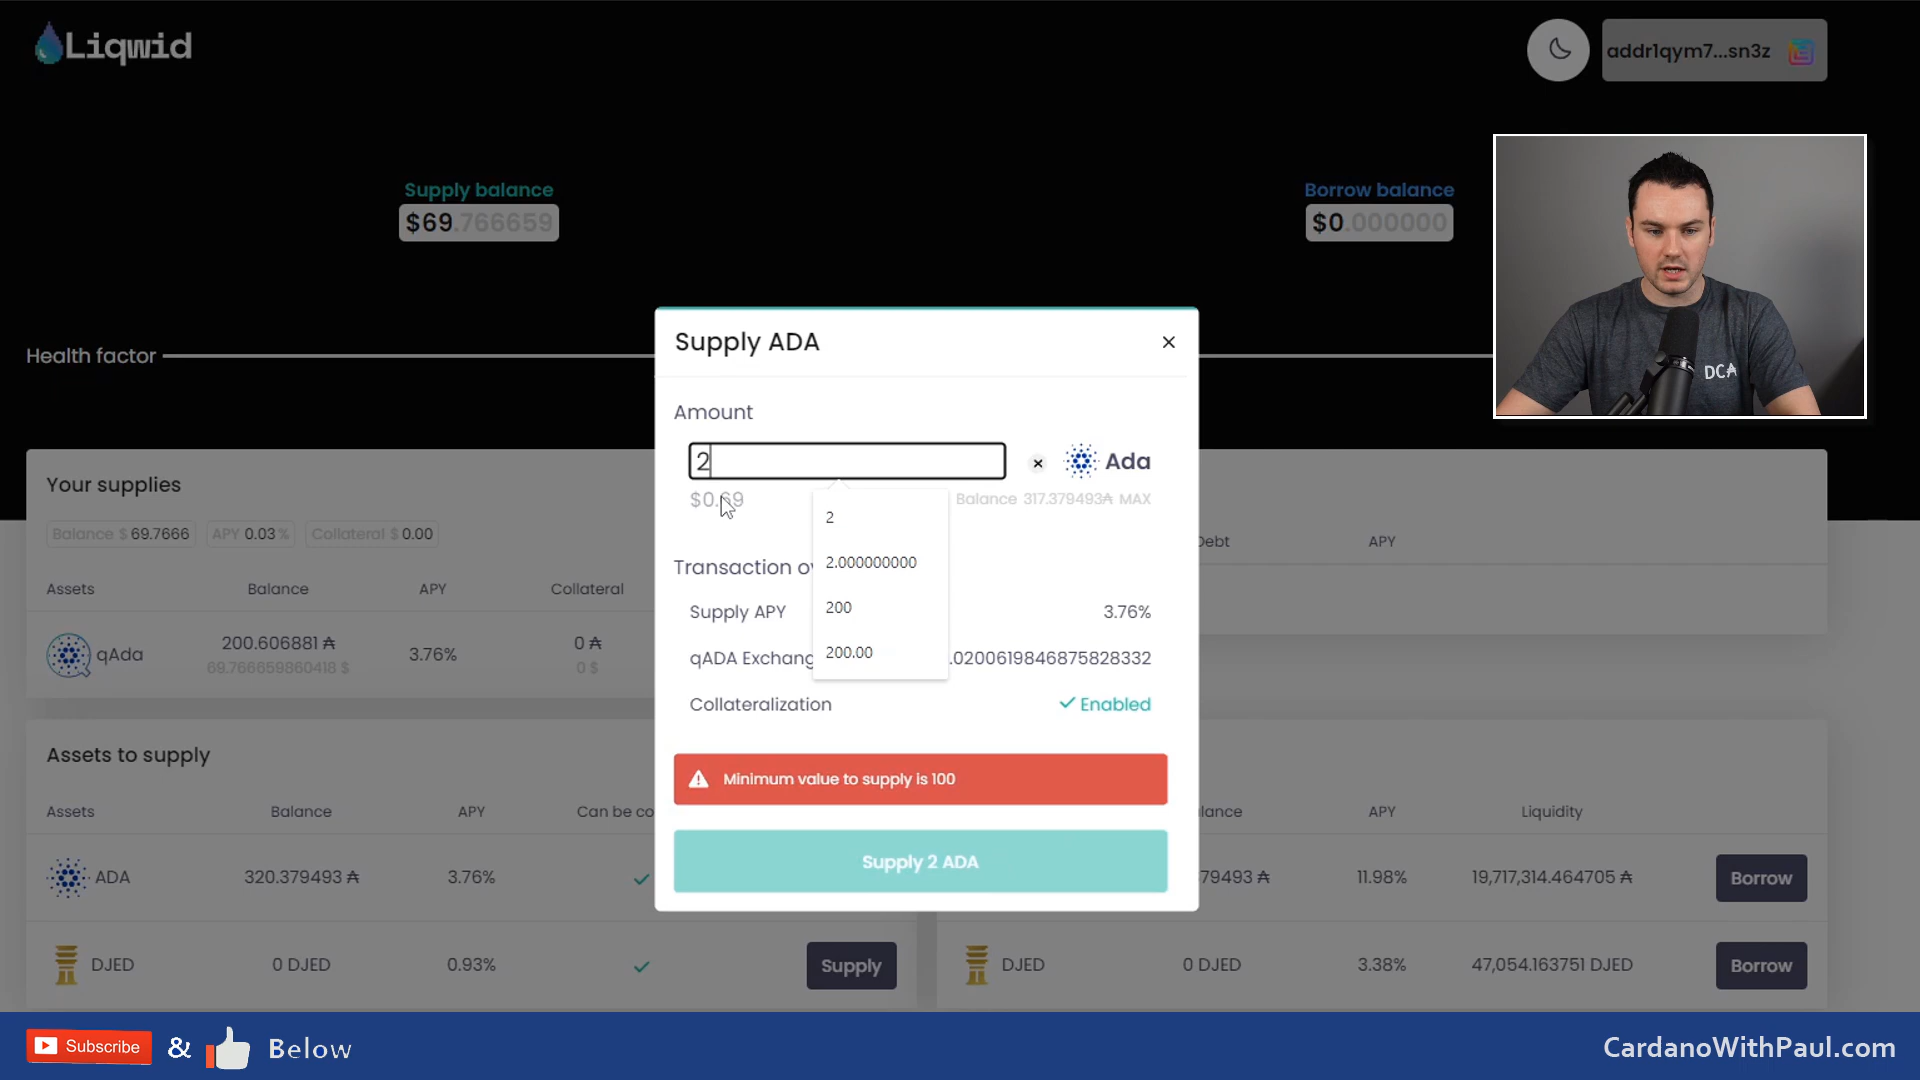 Liqwid
addr1qym7...sn3z
Supply balance
$69.766659
Borrow balance
$0.000000
Health factor
DC₳
Supply ADA
Amount
2
Ada
$0.69
Balance 317.379493₳ MAX
2
2.000000000
200
200.00
Transaction
Supply APY 3.76%
qADA Exchang .0200619846875828332
Collateralization Enabled
Minimum value to supply is 100
Supply 2 ADA
Your supplies
Balance $ 69.7666 APY 0.03 % Collateral $ 0.00
Assets Balance APY Collateral
qAda 200.606881 ₳ 3.76% 0 ₳
69.766659860418 $ 0 $
Debt APY
Assets to supply
Assets Balance APY Can be co
ADA 320.379493 ₳ 3.76%
DJED 0 DJED 0.93% Supply
lance APY Liquidity
79493 ₳ 11.98% 19,717,314.464705 ₳ Borrow
DJED 0 DJED 3.38% 47,054.163751 DJED Borrow
Subscribe & Below
CardanoWithPaul.com